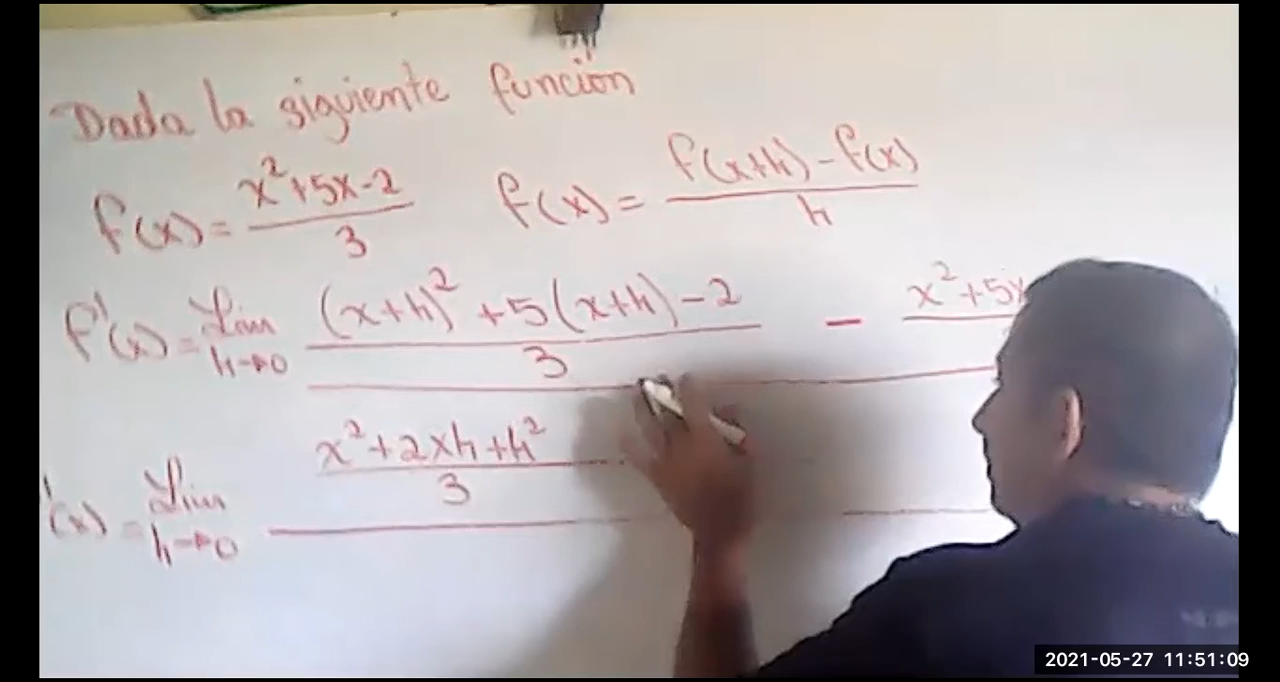 Dada la siguiente función
f(x)= x²+5x-2 / 3    f(x)= f(x+h)-f(x) / h
f'(x)= Lim h→0 (x+h)²+5(x+h)-2 / 3 - x²+5x
'(x) = Lim h→0 x²+2xh+h² / 3
2021-05-27 11:51:09